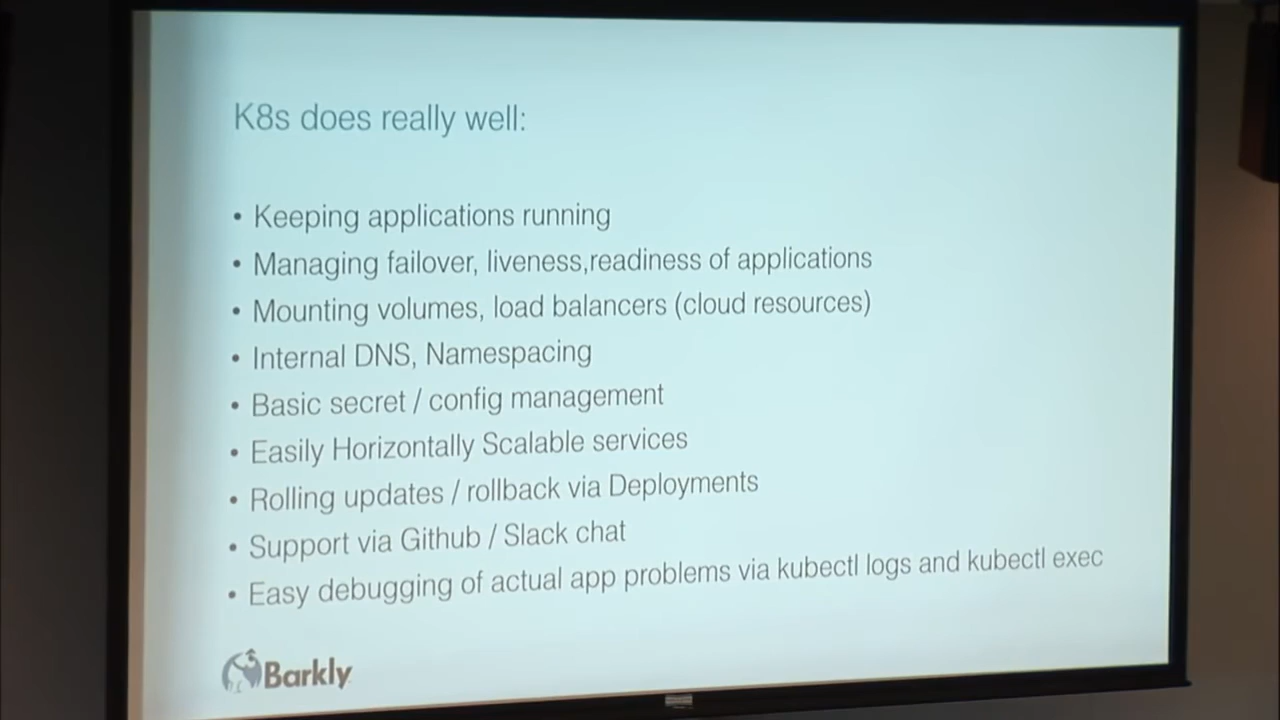 K8s does really well:
• Keeping applications running
• Managing failover, liveness,readiness of applications
• Mounting volumes, load balancers (cloud resources)
• Internal DNS, Namespacing
• Basic secret / config management
• Easily Horizontally Scalable services
• Rolling updates / rollback via Deployments
• Support via Github / Slack chat
• Easy debugging of actual app problems via kubectl logs and kubectl exec
Barkly